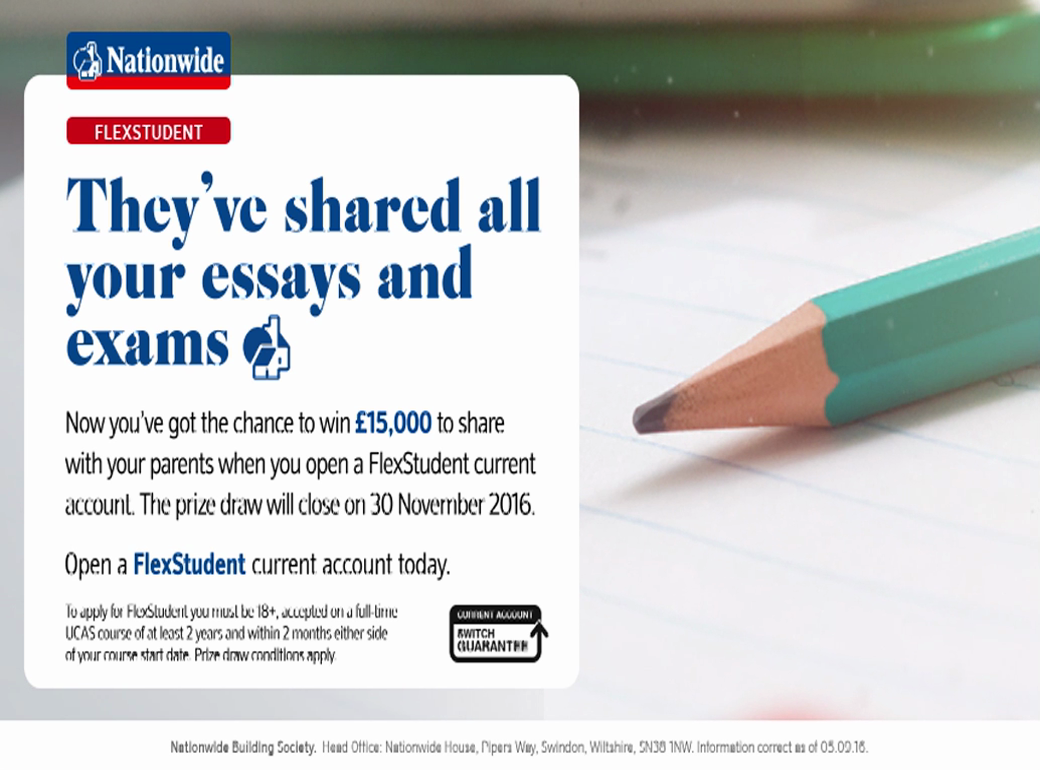 Nationwide
FLEXSTUDENT
They've shared all
your essays and
exams
Now you've got the chance to win £15,000 to share
with your parents when you open a FlexStudent current
account. The prize draw will close on 30 November 2016.
Open a FlexStudent current account today.
To apply for FlexStudent you must be 18+, accepted on a full-time
UCAS course of at least 2 years and within 2 months either side
of your course start date. Prize draw conditions apply.
CURRENT ACCOUNT
SWITCH
GUARANTEE
Nationwide Building Society. Head Office: Nationwide House, Pipers Way, Swindon, Wiltshire, SN38 1NW. Information correct as of